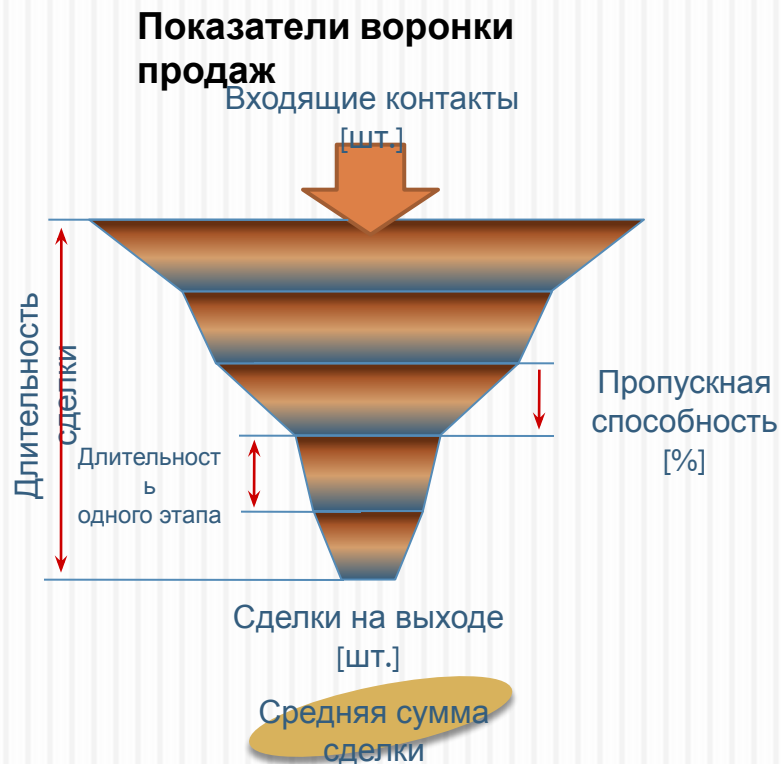 Показатели воронки
продаж
Входящие контакты
[шт.]
Длительность
сделки
Длительност
ь
одного этапа
Пропускная
способность
[%]
Сделки на выходе
[шт.]
Средняя сумма
сделки